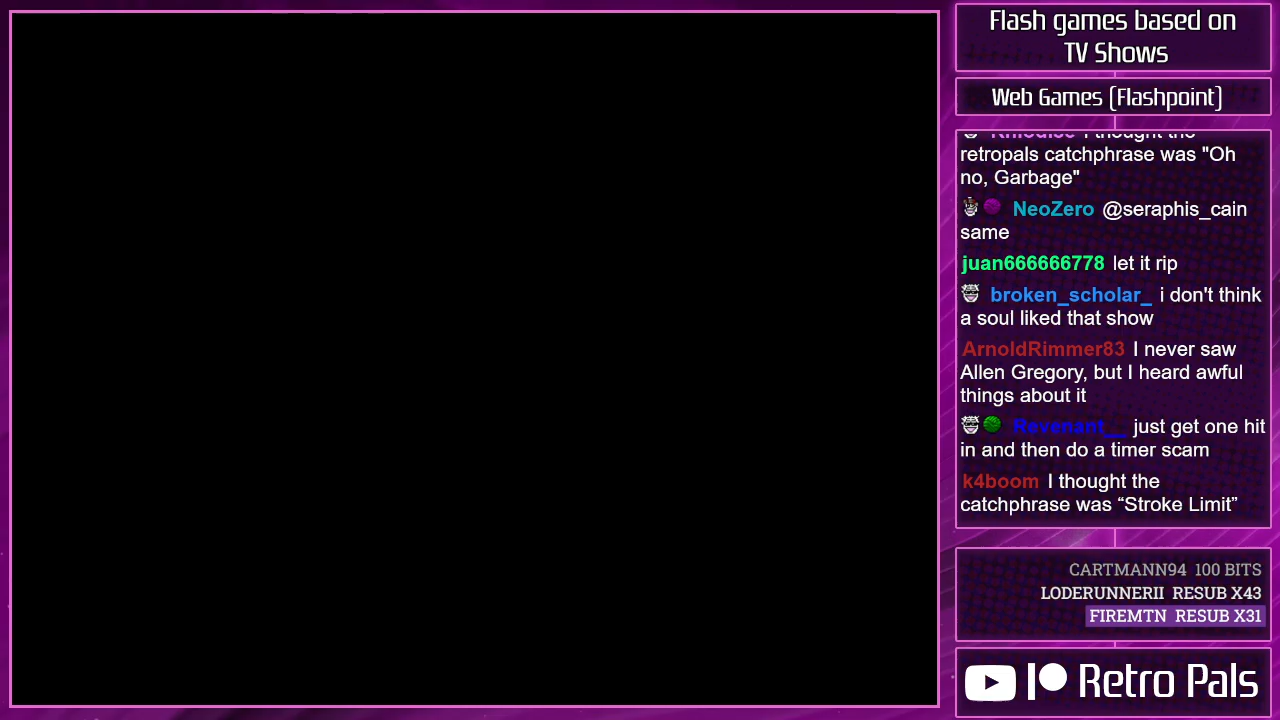 Flash games based on
TV Shows
Web Games (Flashpoint)
I thought the
retropals catchphrase was "Oh
no, Garbage"
NeoZero @seraphis_cain
same
juan666666778 let it rip
broken_scholar_ i don't think
a soul liked that show
ArnoldRimmer83 I never saw
Allen Gregory, but I heard awful
things about it
Revenant__ just get one hit
in and then do a timer scam
k4boom I thought the
catchphrase was “Stroke Limit”
CARTMANN94 100 BITS
LODERUNNERII RESUB X43
FIREMTN RESUB X31
Retro Pals